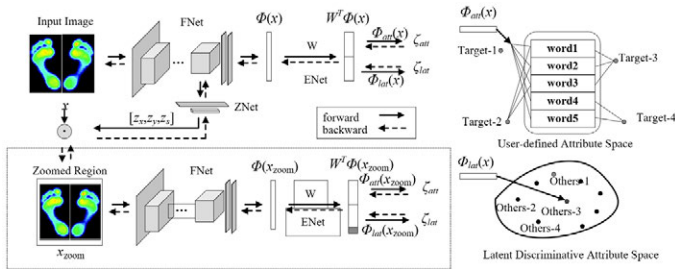 Input Image
FNet
Φ(x)
W^TΦ(x)
Φ_att(x)
ζ_att
W
ENet
Φ_lat(x)
ζ_lat
ZNet
x
[z_x,z_y,z_s]
forward
backward
Zoomed Region
FNet
Φ(x_zoom)
W^TΦ(x_zoom)
Φ_att(x_zoom)
ζ_att
W
ENet
Φ_lat(x_zoom)
ζ_lat
x_zoom
Φ_att(x)
Target-1
word1
word2
word3
word4
word5
Target-3
Target-2
Target-4
User-defined Attribute Space
Φ_lat(x)
Others-1
Others-2
Others-3
Others-4
Latent Discriminative Attribute Space